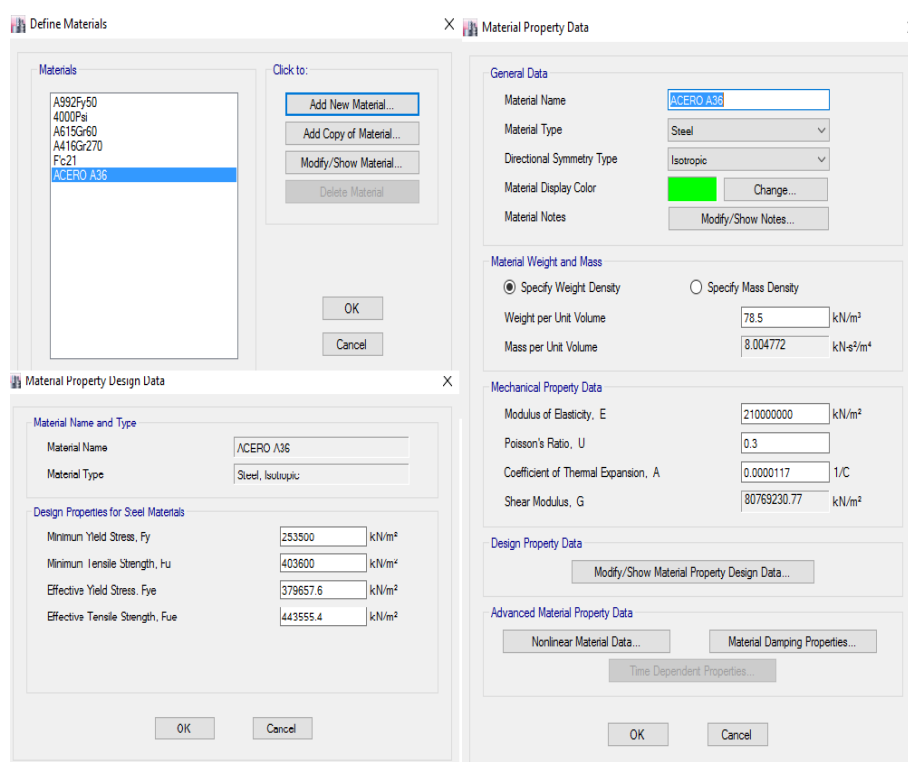 Define Materials
X
Materials
A992Fy50
4000Psi
A615Gr60
A416Gr270
F'c21
ACERO A36
Click to:
Add New Material...
Add Copy of Material...
Modify/Show Material...
Delete Material
OK
Cancel
Material Property Design Data
X
Material Name and Type
Material Name ACERO A36
Material Type Steel, Isotropic
Design Properties for Steel Materials
Minimum Yield Stress, Fy 253500 kN/m²
Minimum Tensile Strength, Fu 403600 kN/m²
Effective Yield Stress, Fye 379657.6 kN/m²
Effective Tensile Strength, Fue 443555.4 kN/m²
OK Cancel
Material Property Data
General Data
Material Name ACERO A36
Material Type Steel
Directional Symmetry Type Isotropic
Material Display Color Change...
Material Notes Modify/Show Notes...
Material Weight and Mass
Specify Weight Density Specify Mass Density
Weight per Unit Volume 78.5 kN/m³
Mass per Unit Volume 8.004772 kN-s²/m⁴
Mechanical Property Data
Modulus of Elasticity, E 210000000 kN/m²
Poisson's Ratio, U 0.3
Coefficient of Thermal Expansion, A 0.0000117 1/C
Shear Modulus, G 80769230.77 kN/m²
Design Property Data
Modify/Show Material Property Design Data...
Advanced Material Property Data
Nonlinear Material Data... Material Damping Properties...
Time Dependent Properties...
OK Cancel